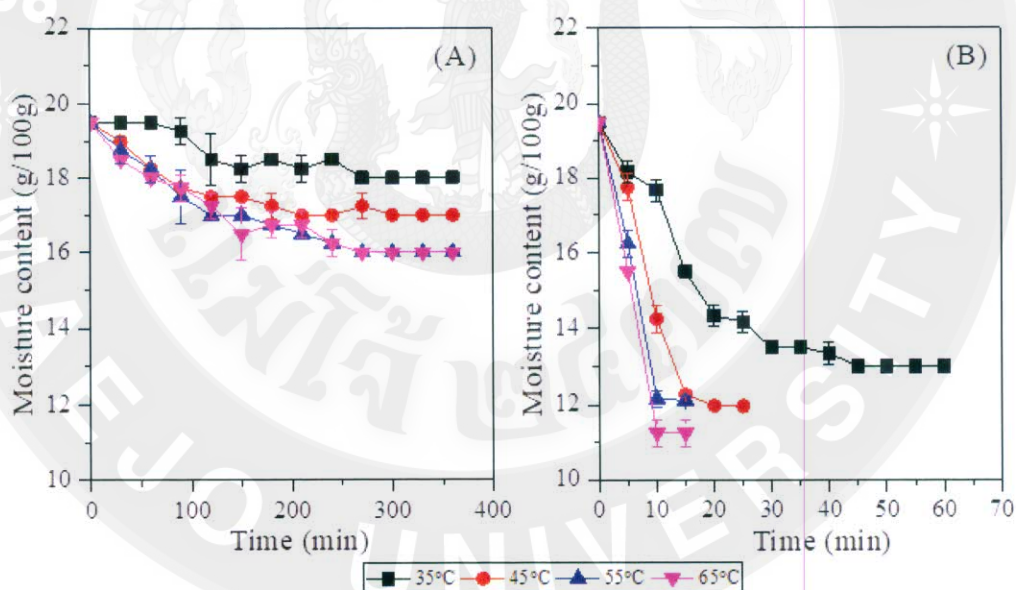 22
20
18
16
14
12
10
Moisture content (g/100g)
(A)
0 100 200 300 400
Time (min)
22
20
18
16
14
12
10
Moisture content (g/100g)
(B)
0 10 20 30 40 50 60 70
Time (min)
35°C 45°C 55°C 65°C
UNIVERSITY